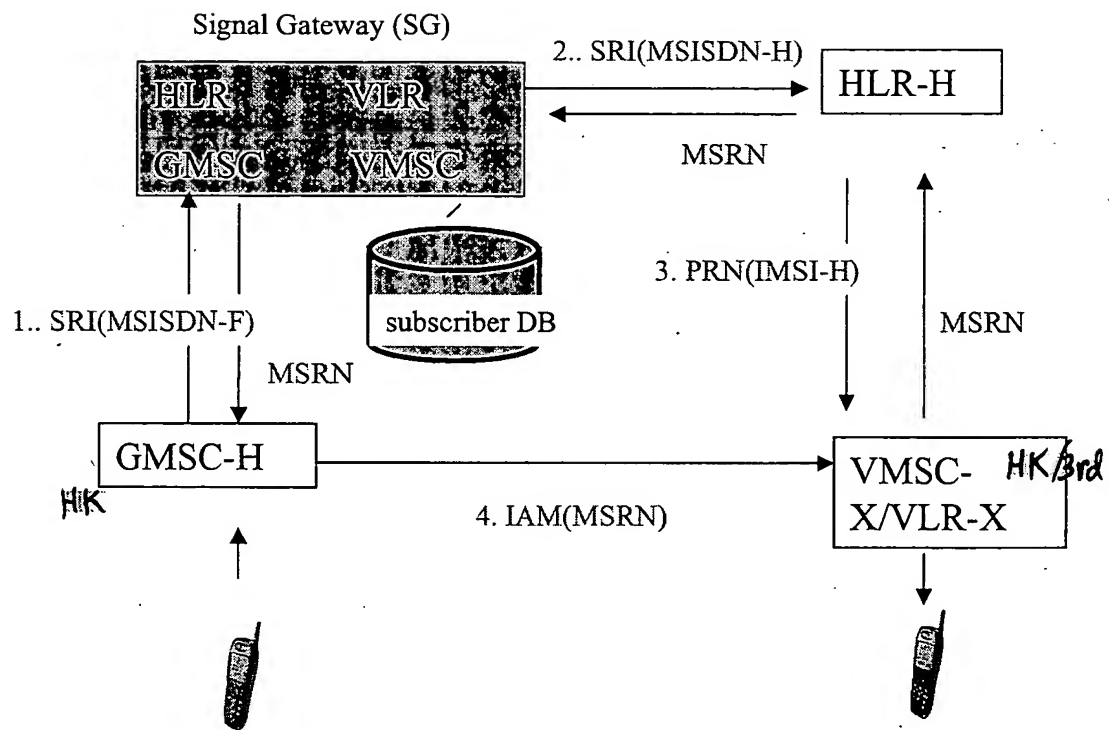 Signal Gateway (SG)
HLR VLR
GMSC VMSC
2.. SRI(MSISDN-H)
HLR-H
MSRN
subscriber DB
3. PRN(IMSI-H)
MSRN
1.. SRI(MSISDN-F)
MSRN
GMSC-H
HK
4. IAM(MSRN)
VMSC-
X/VLR-X
HK/3rd